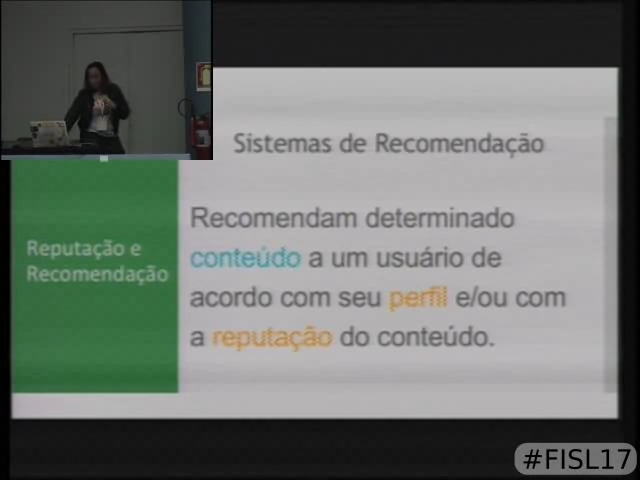 Sistemas de Recomendação
Reputação e
Recomendação
Recomendam determinado
conteúdo a um usuário de
acordo com seu perfil e/ou com
a reputação do conteúdo.
#FISL17